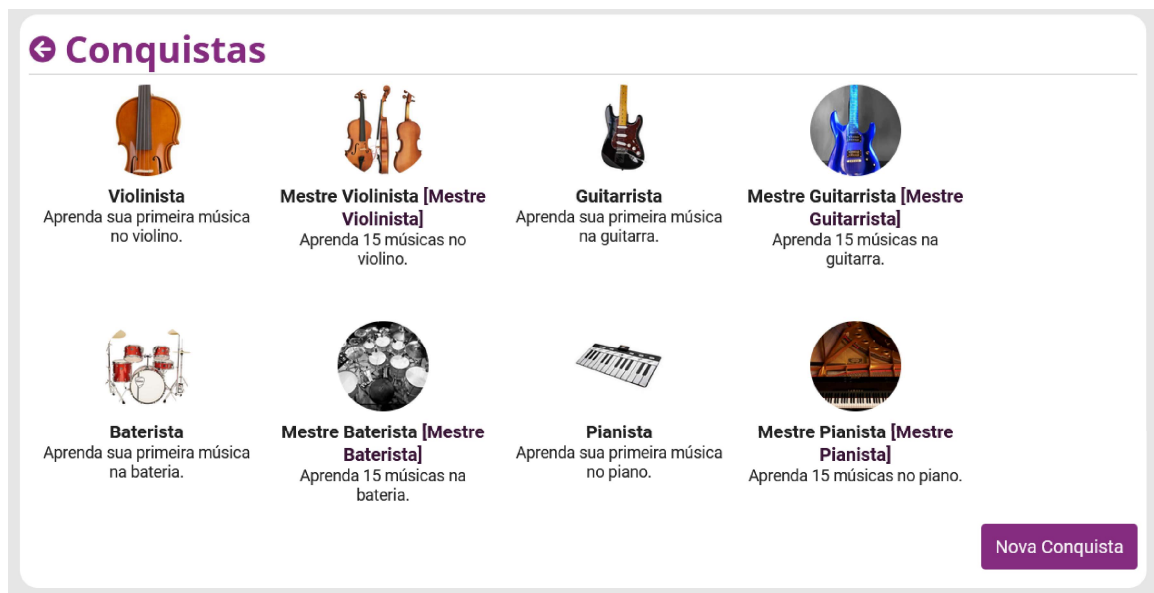 Conquistas
Violinista
Aprenda sua primeira música
no violino.
Mestre Violinista [Mestre
Violinista]
Aprenda 15 músicas no
violino.
Guitarrista
Aprenda sua primeira música
na guitarra.
Mestre Guitarrista [Mestre
Guitarrista]
Aprenda 15 músicas na
guitarra.
Baterista
Aprenda sua primeira música
na bateria.
Mestre Baterista [Mestre
Baterista]
Aprenda 15 músicas na
bateria.
Pianista
Aprenda sua primeira música
no piano.
Mestre Pianista [Mestre
Pianista]
Aprenda 15 músicas no piano.
Nova Conquista